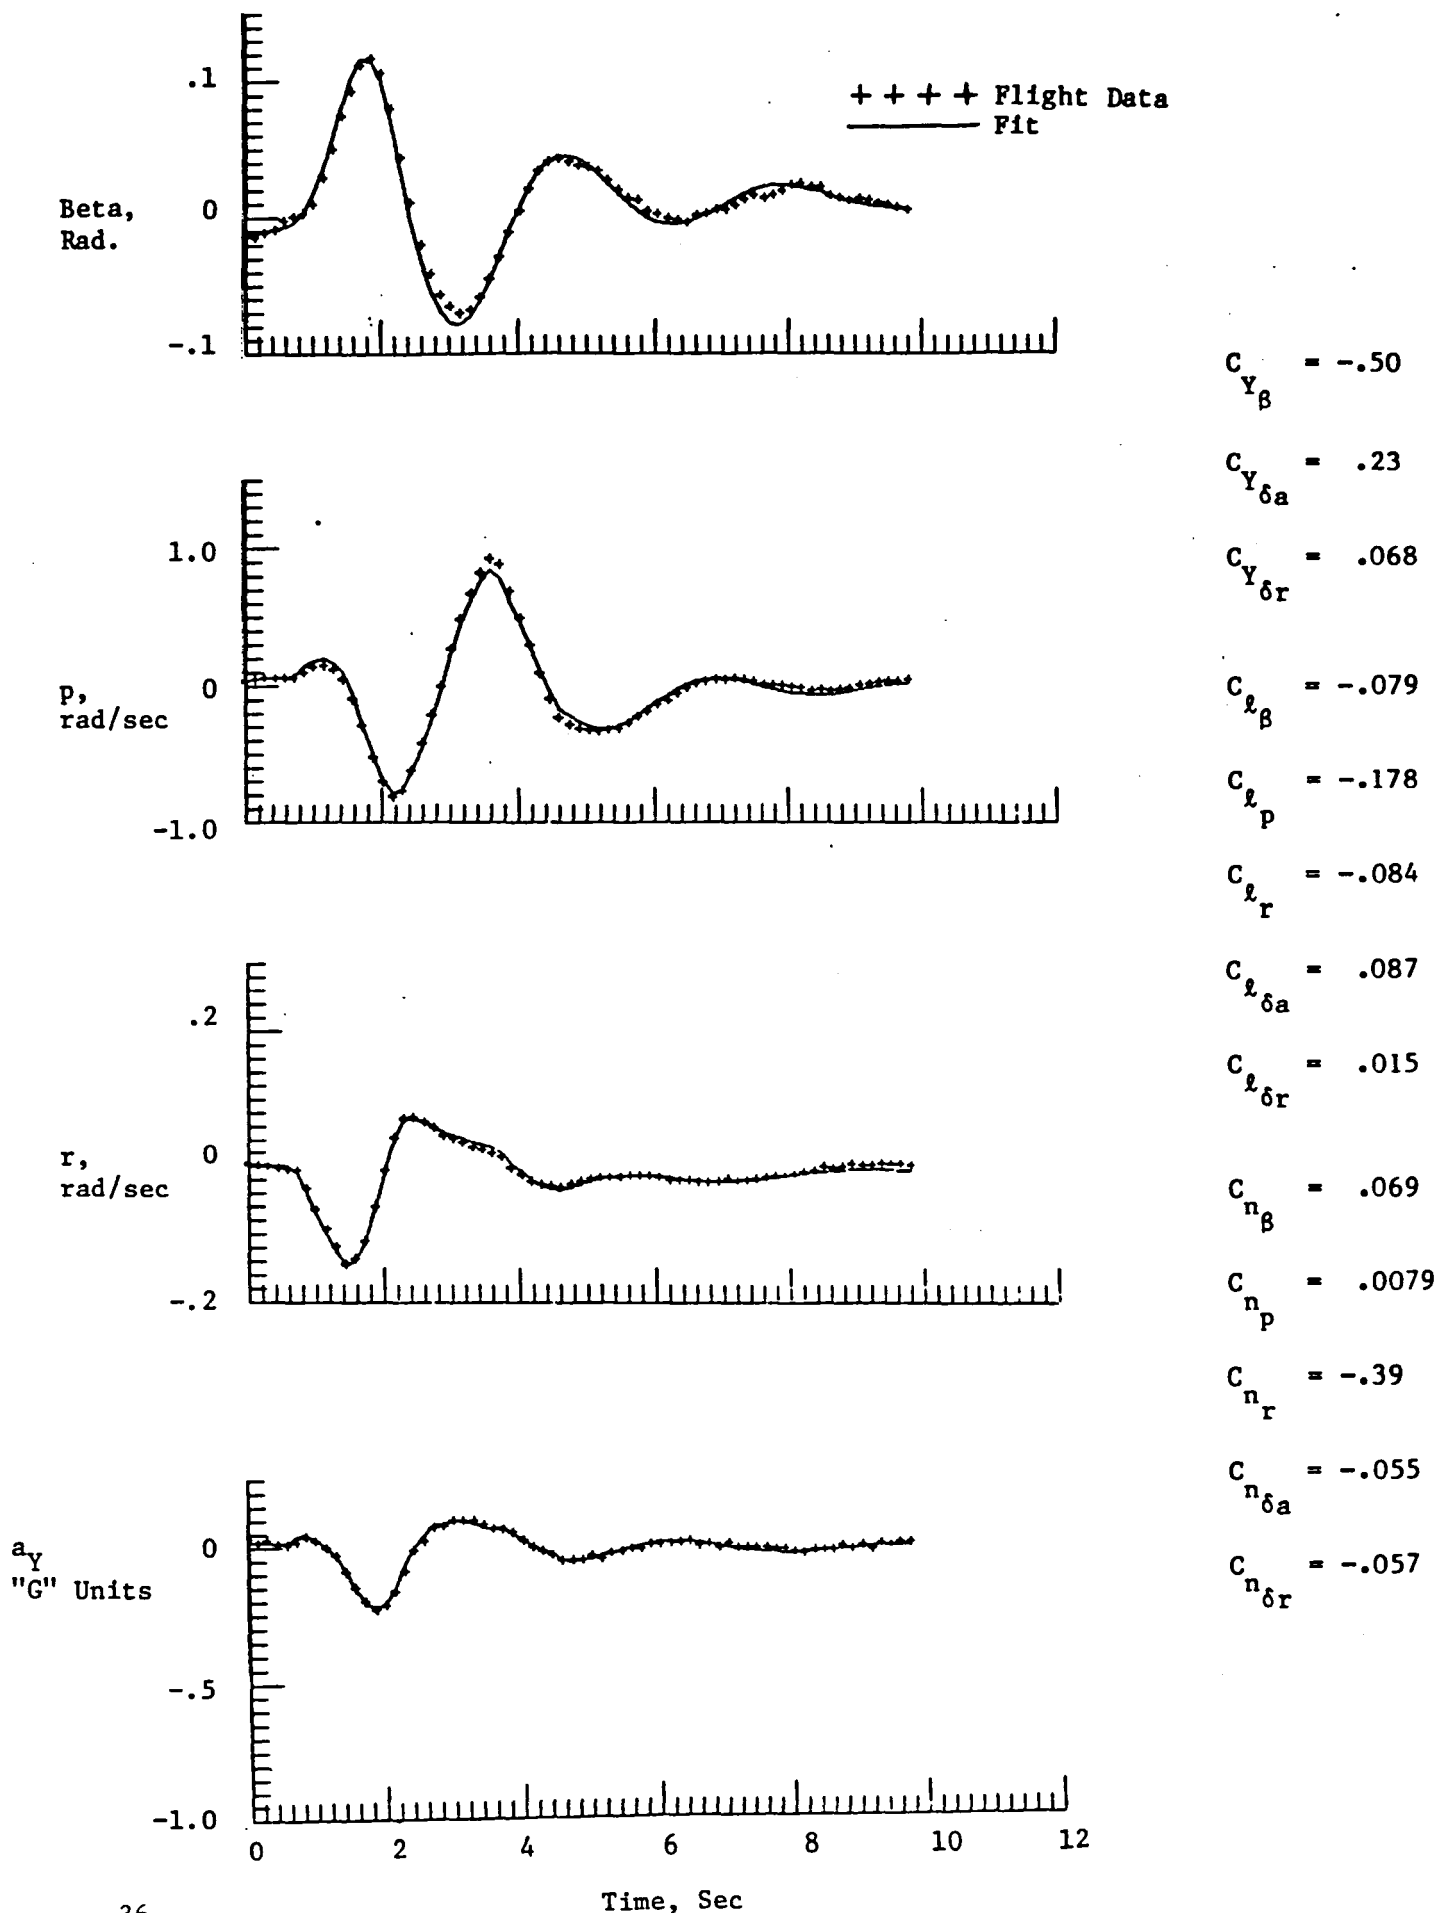 .1
+ + + + Flight Data
Fit
Beta,
Rad.
0
-.1
C_Yβ = -.50
C_Yδa = .23
1.0
C_Yδr = .068
p,
rad/sec
0
C_ℓβ = -.079
-1.0
C_ℓp = -.178
C_ℓr = -.084
.2
C_ℓδa = .087
C_ℓδr = .015
r,
rad/sec
0
C_nβ = .069
-.2
C_np = .0079
C_nr = -.39
C_nδa = -.055
a_Y
"G" Units
0
C_nδr = -.057
-.5
-1.0
0 2 4 6 8 10 12
Time, Sec